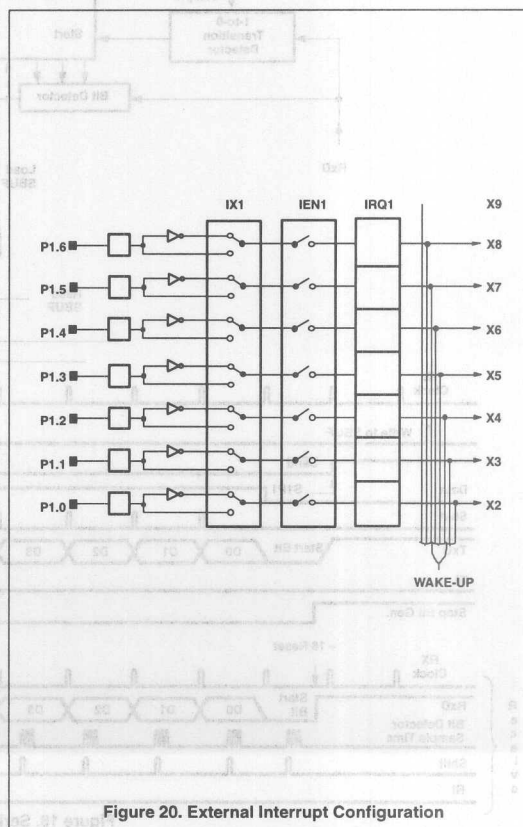 IX1 IEN1 IRQ1 X9
P1.6 X8
P1.5 X7
P1.4 X6
P1.3 X5
P1.2 X4
P1.1 X3
P1.0 X2
WAKE-UP
Figure 20. External Interrupt Configuration